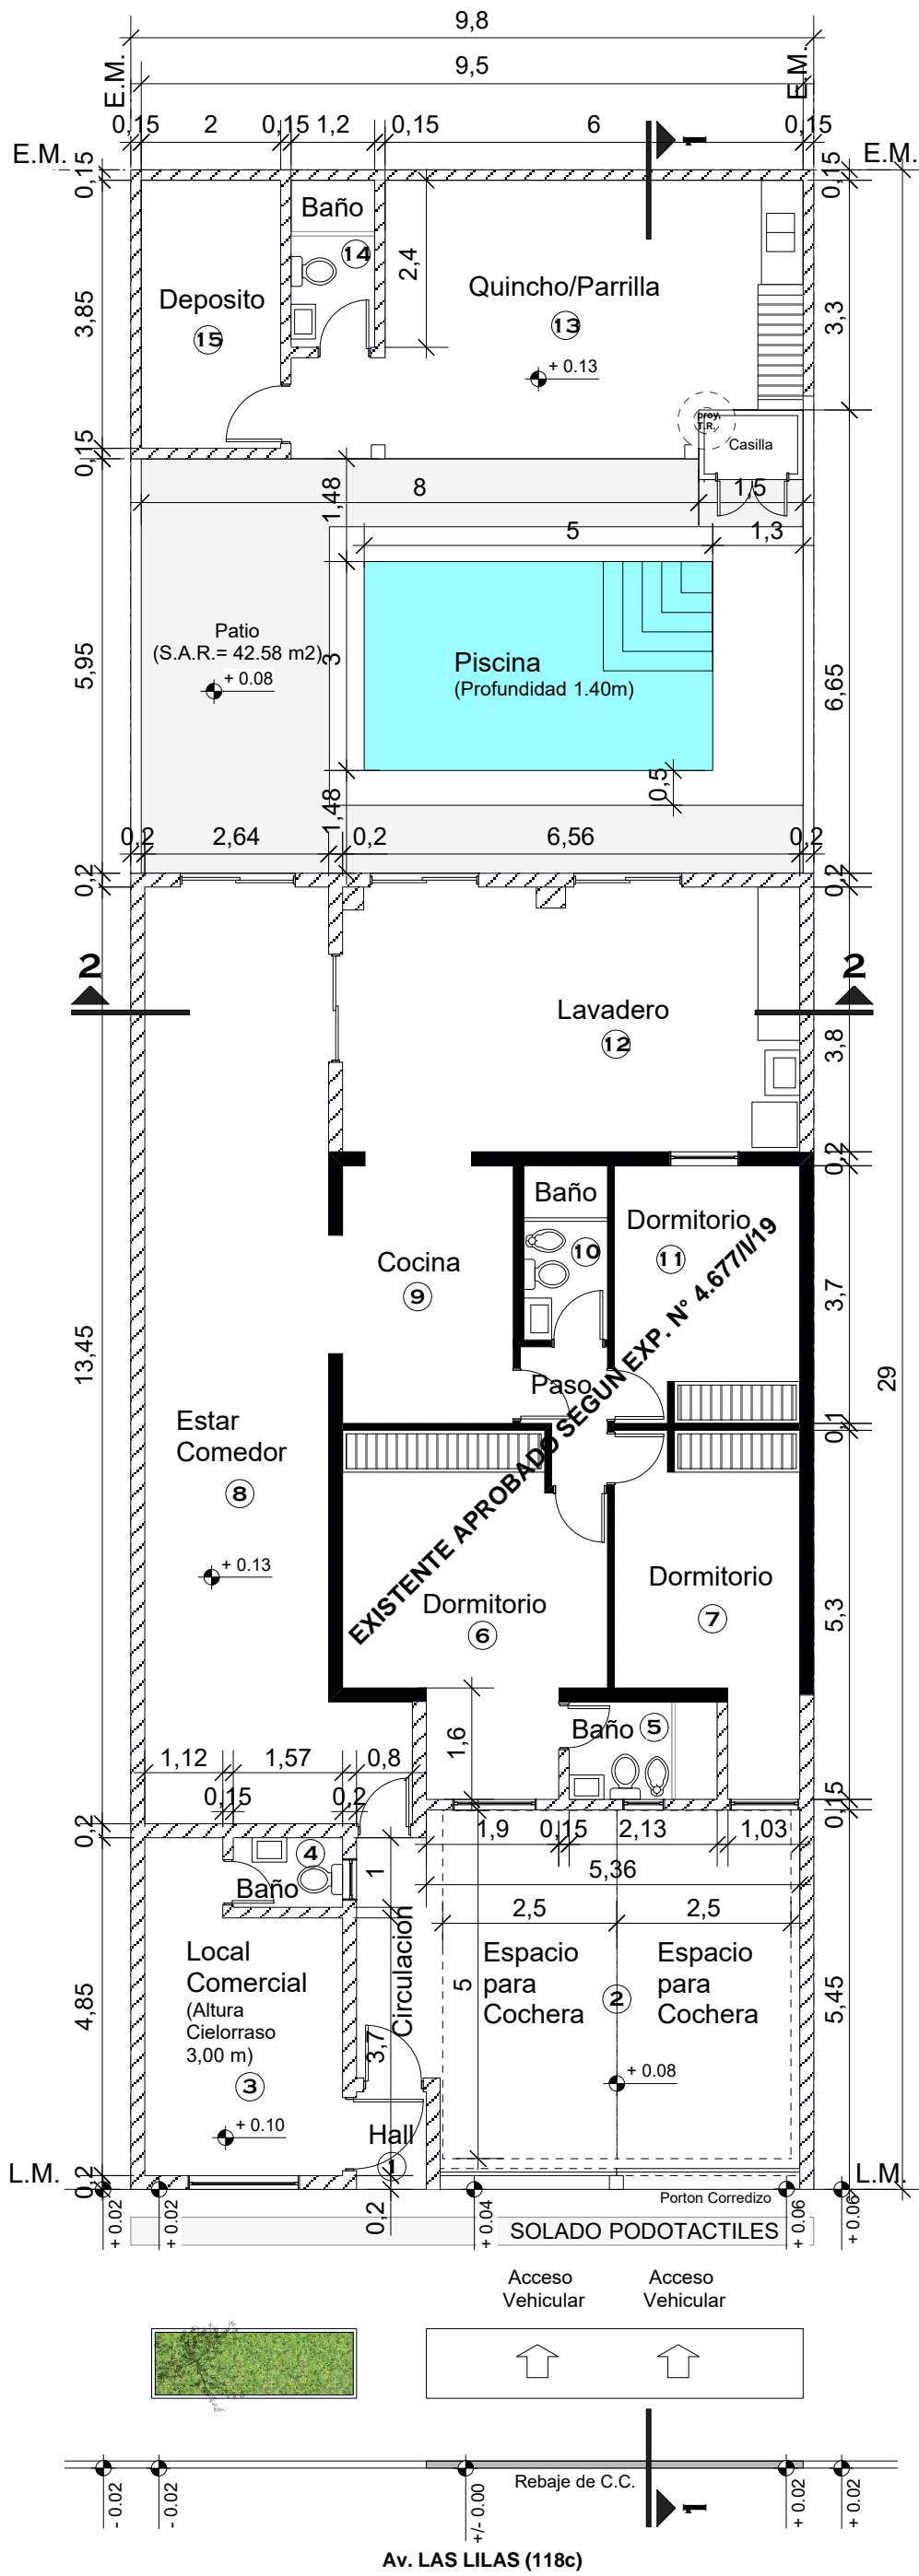 9,8
E.M.
9,5
E.M.
0,15
2
0,15
1,2
0,15
6
0,15
E.M.
E.M.
1
0,15
0,15
Baño
14
2,4
Deposito
15
Quincho/Parrilla
13
+ 0.13
3,85
3,3
proy.
T.R.
Casilla
0,15
8
1,5
1,48
5
1,3
Patio
(S.A.R.= 42.58 m2)
+ 0.08
3
Piscina
(Profundidad 1.40m)
5,95
6,65
0,5
1,48
0,2
2,64
0,2
6,56
0,2
0,2
0,2
2
2
Lavadero
12
3,8
0,2
Baño
10
Dormitorio
11
Cocina
9
3,7
13,45
29
Paso
EXISTENTE APROBADO SEGUN EXP. N° 4.677/I/19
0,1
Estar
Comedor
8
+ 0.13
Dormitorio
6
Dormitorio
7
5,3
1,6
Baño
5
1,12
1,57
0,8
0,15
0,2
0,2
0,15
1,9
0,15
2,13
1,03
4
Baño
1
5,36
2,5
2,5
Local
Comercial
(Altura
Cielorraso
3,00 m)
3
+ 0.10
Circulacion
3,7
5
Espacio
para
Cochera
2
Espacio
para
Cochera
+ 0.08
4,85
5,45
Hall
1
L.M.
L.M.
0,2
0,2
Porton Corredizo
+ 0.02
+ 0.02
+ 0.04
+ 0.06
+ 0.06
SOLADO PODOTACTILES
Acceso
Vehicular
Acceso
Vehicular
Rebaje de C.C.
1
- 0.02
- 0.02
+/- 0.00
+ 0.02
+ 0.02
Av. LAS LILAS (118c)